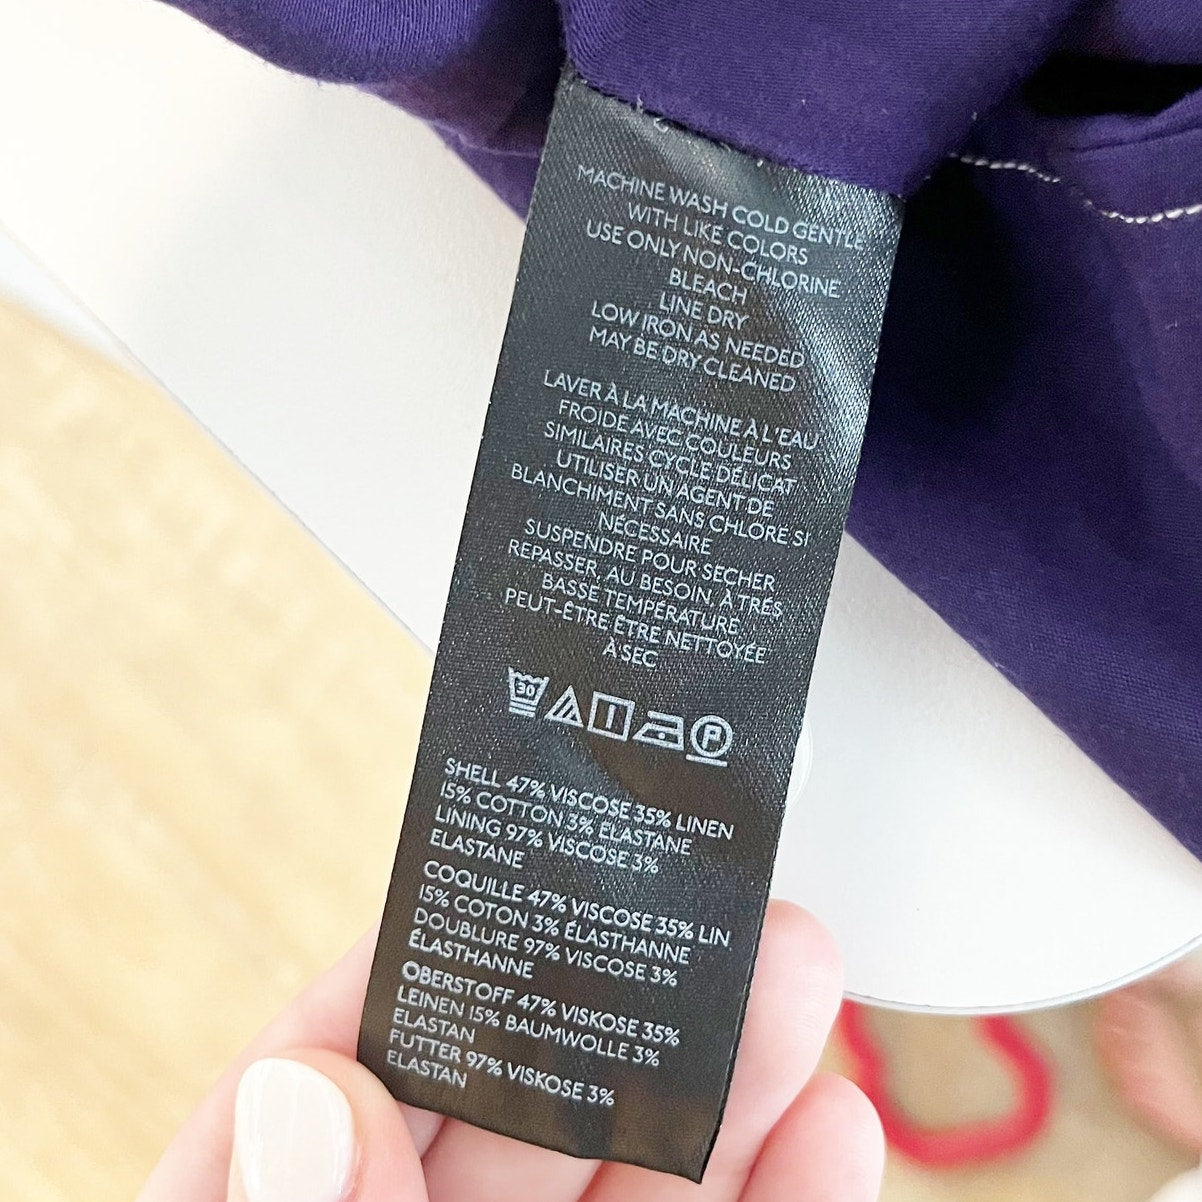 MACHINE WASH COLD GENTLE
WITH LIKE COLORS
USE ONLY NON-CHLORINE
BLEACH
LINE DRY
LOW IRON AS NEEDED
MAY BE DRY CLEANED
LAVER À LA MACHINE À L'EAU
FROIDE AVEC COULEURS
SIMILAIRES CYCLE DÉLICAT
UTILISER UN AGENT DE
BLANCHIMENT SANS CHLORE SI
NÉCESSAIRE
SUSPENDRE POUR SÉCHER
REPASSER, AU BESOIN, À TRÈS
BASSE TEMPÉRATURE
PEUT-ÊTRE ÊTRE NETTOYÉE
À SEC
30 P
SHELL 47% VISCOSE 35% LINEN
15% COTTON 3% ELASTANE
LINING 97% VISCOSE 3%
ELASTANE
COQUILLE 47% VISCOSE 35% LIN
15% COTON 3% ÉLASTHANNE
DOUBLURE 97% VISCOSE 3%
ÉLASTHANNE
OBERSTOFF 47% VISKOSE 35%
LEINEN 15% BAUMWOLLE 3%
ELASTAN
FUTTER 97% VISKOSE 3%
ELASTAN